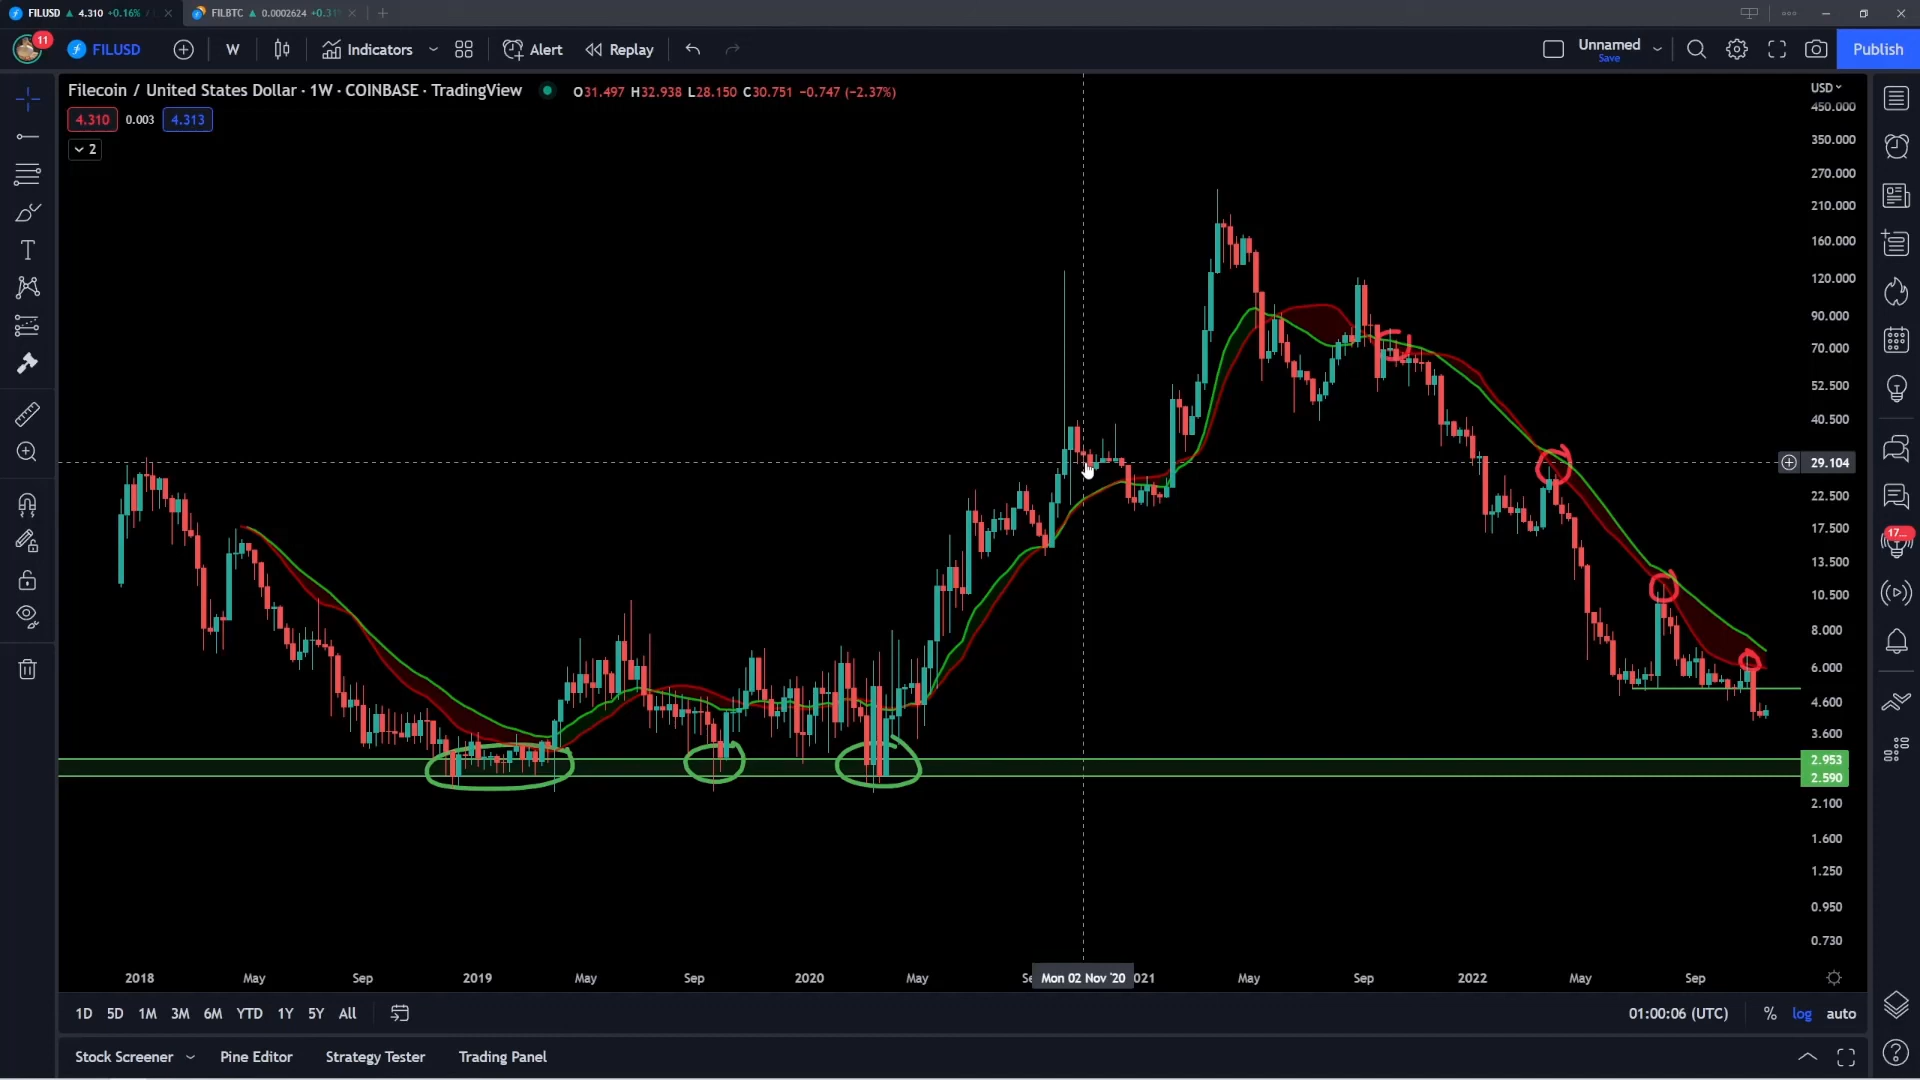 FILUSD ▲ 4.310 +0.16% /
FILBTC ▲ 0.0002624 +0.31%
11
FILUSD
W
Indicators
Alert
Replay
Unnamed
Save
Publish
Filecoin / United States Dollar · 1W · COINBASE · TradingView
O31.497 H32.938 L28.150 C30.751 −0.747 (−2.37%)
4.310 0.003 4.313
2
USD
450.000
350.000
270.000
210.000
160.000
120.000
90.000
70.000
52.500
40.500
29.104
22.500
17.500
13.500
10.500
8.000
6.000
4.600
3.600
2.953
2.590
2.100
1.600
1.250
0.950
0.730
17...
2018 May Sep 2019 May Sep 2020 May Se Mon 02 Nov '20 021 May Sep 2022 May Sep
1D 5D 1M 3M 6M YTD 1Y 5Y All
01:00:06 (UTC) % log auto
Stock Screener Pine Editor Strategy Tester Trading Panel